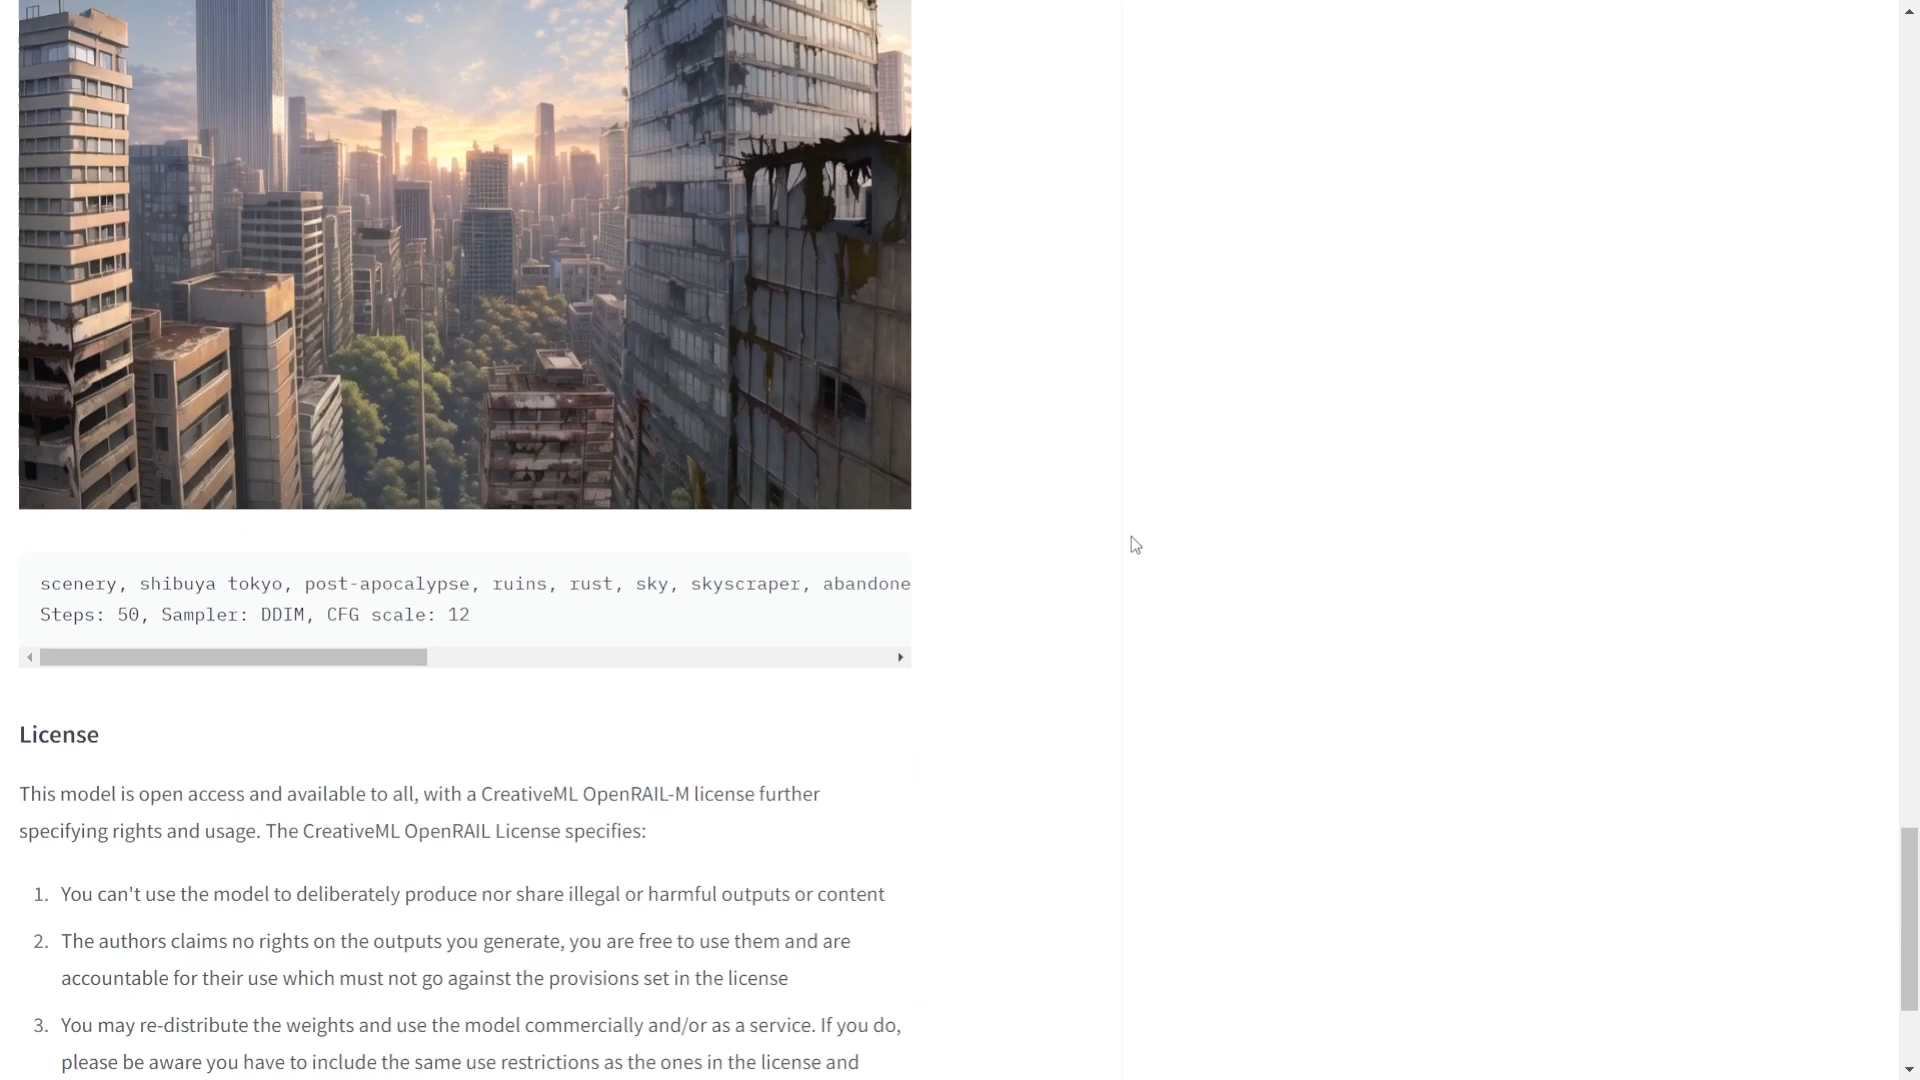 scenery, shibuya tokyo, post-apocalypse, ruins, rust, sky, skyscraper, abandone
Steps: 50, Sampler: DDIM, CFG scale: 12
License
This model is open access and available to all, with a CreativeML OpenRAIL-M license further
specifying rights and usage. The CreativeML OpenRAIL License specifies:
1. You can't use the model to deliberately produce nor share illegal or harmful outputs or content
2. The authors claims no rights on the outputs you generate, you are free to use them and are
accountable for their use which must not go against the provisions set in the license
3. You may re-distribute the weights and use the model commercially and/or as a service. If you do,
please be aware you have to include the same use restrictions as the ones in the license and